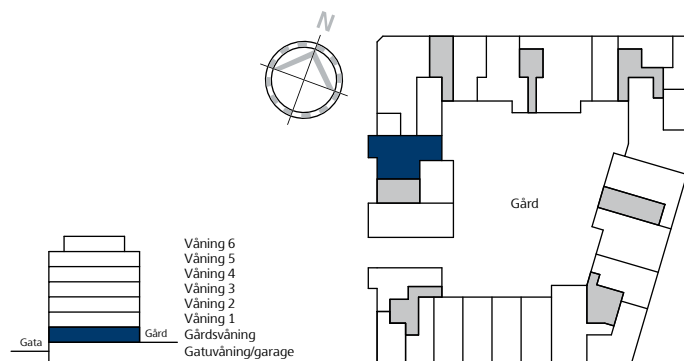 N
Gård
Våning 6
Våning 5
Våning 4
Våning 3
Våning 2
Våning 1
Gata
Gård
Gårdsvåning
Gatuvåning/garage